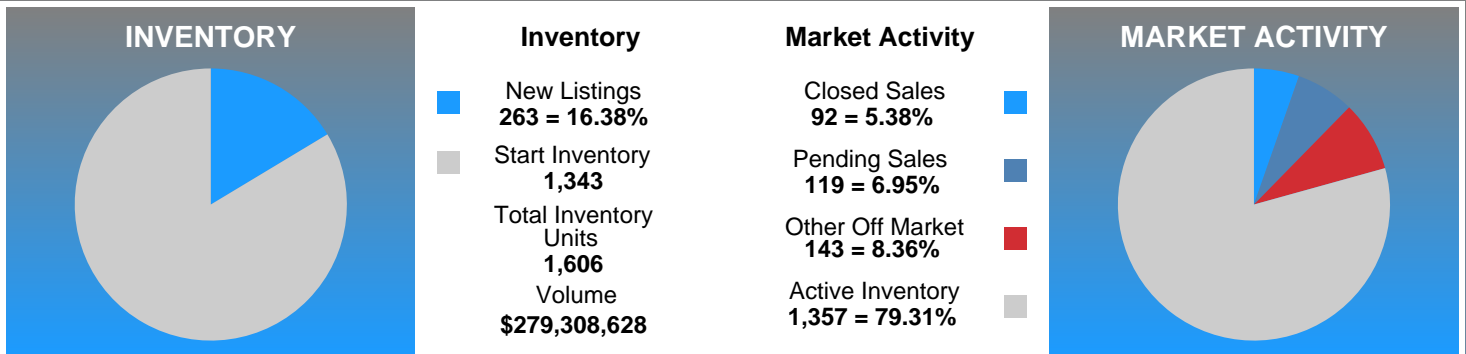 INVENTORY
Inventory
New Listings
263 = 16.38%
Start Inventory
1,343
Total Inventory
Units
1,606
Volume
$279,308,628
Market Activity
Closed Sales
92 = 5.38%
Pending Sales
119 = 6.95%
Other Off Market
143 = 8.36%
Active Inventory
1,357 = 79.31%
MARKET ACTIVITY